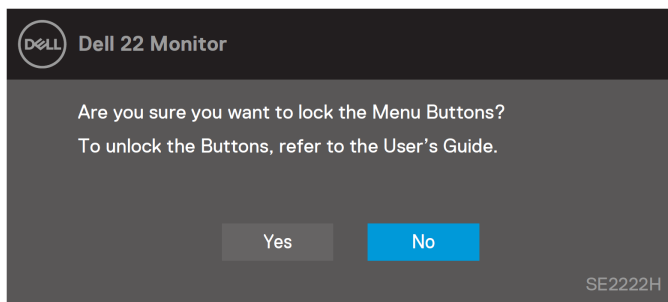 DELL
Dell 22 Monitor
Are you sure you want to lock the Menu Buttons?
To unlock the Buttons, refer to the User’s Guide.
Yes
No
SE2222H